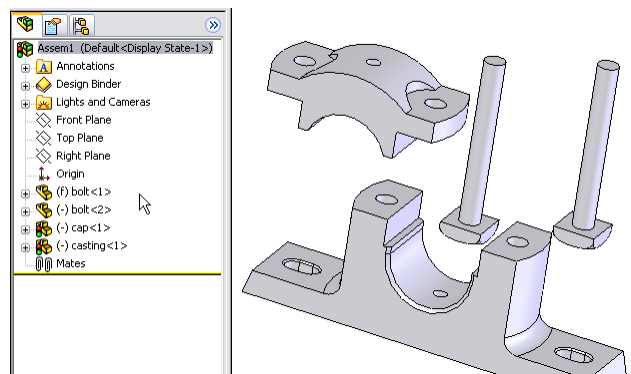 Assem1 (Default<Display State-1>)
A Annotations
Design Binder
Lights and Cameras
Front Plane
Top Plane
Right Plane
Origin
(f) bolt<1>
(-) bolt<2>
(-) cap<1>
(-) casting<1>
Mates